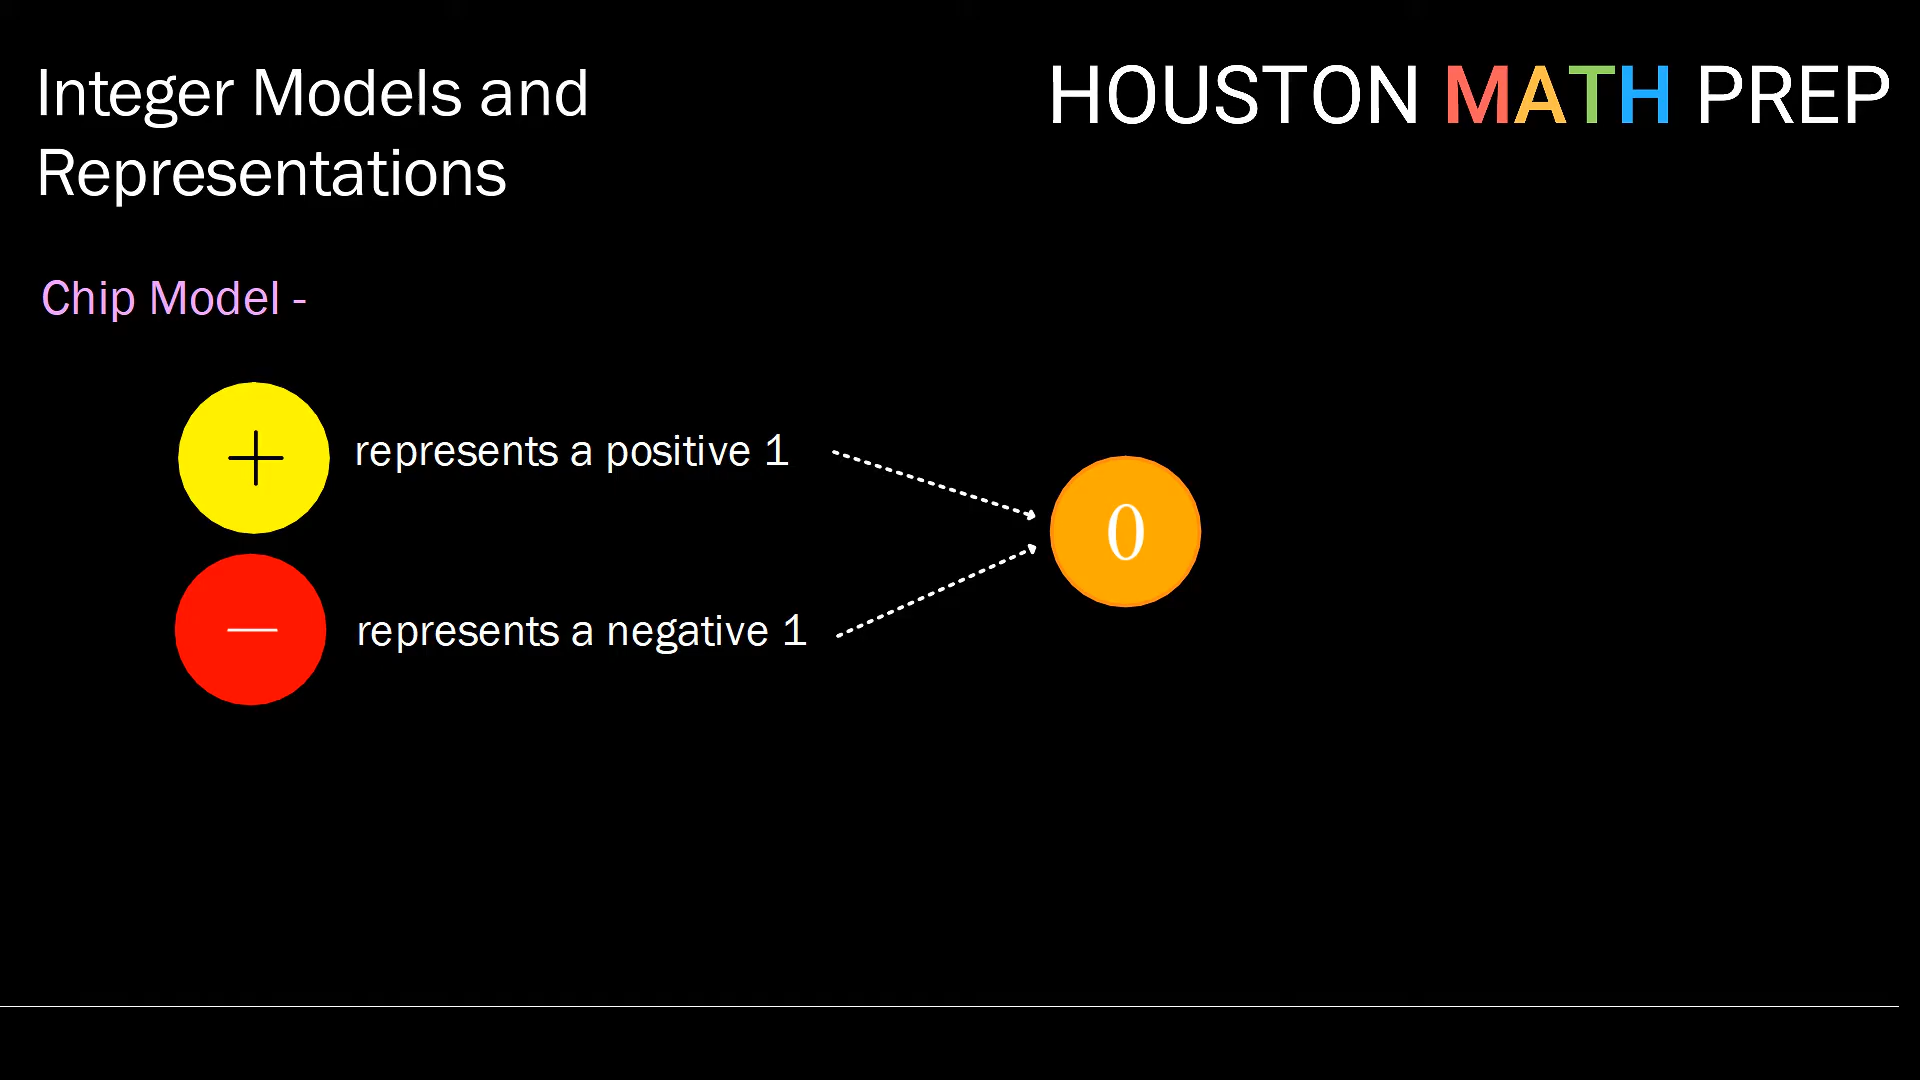 Integer Models and
Representations
HOUSTON MATH PREP
Chip Model -
+ represents a positive 1
0
− represents a negative 1